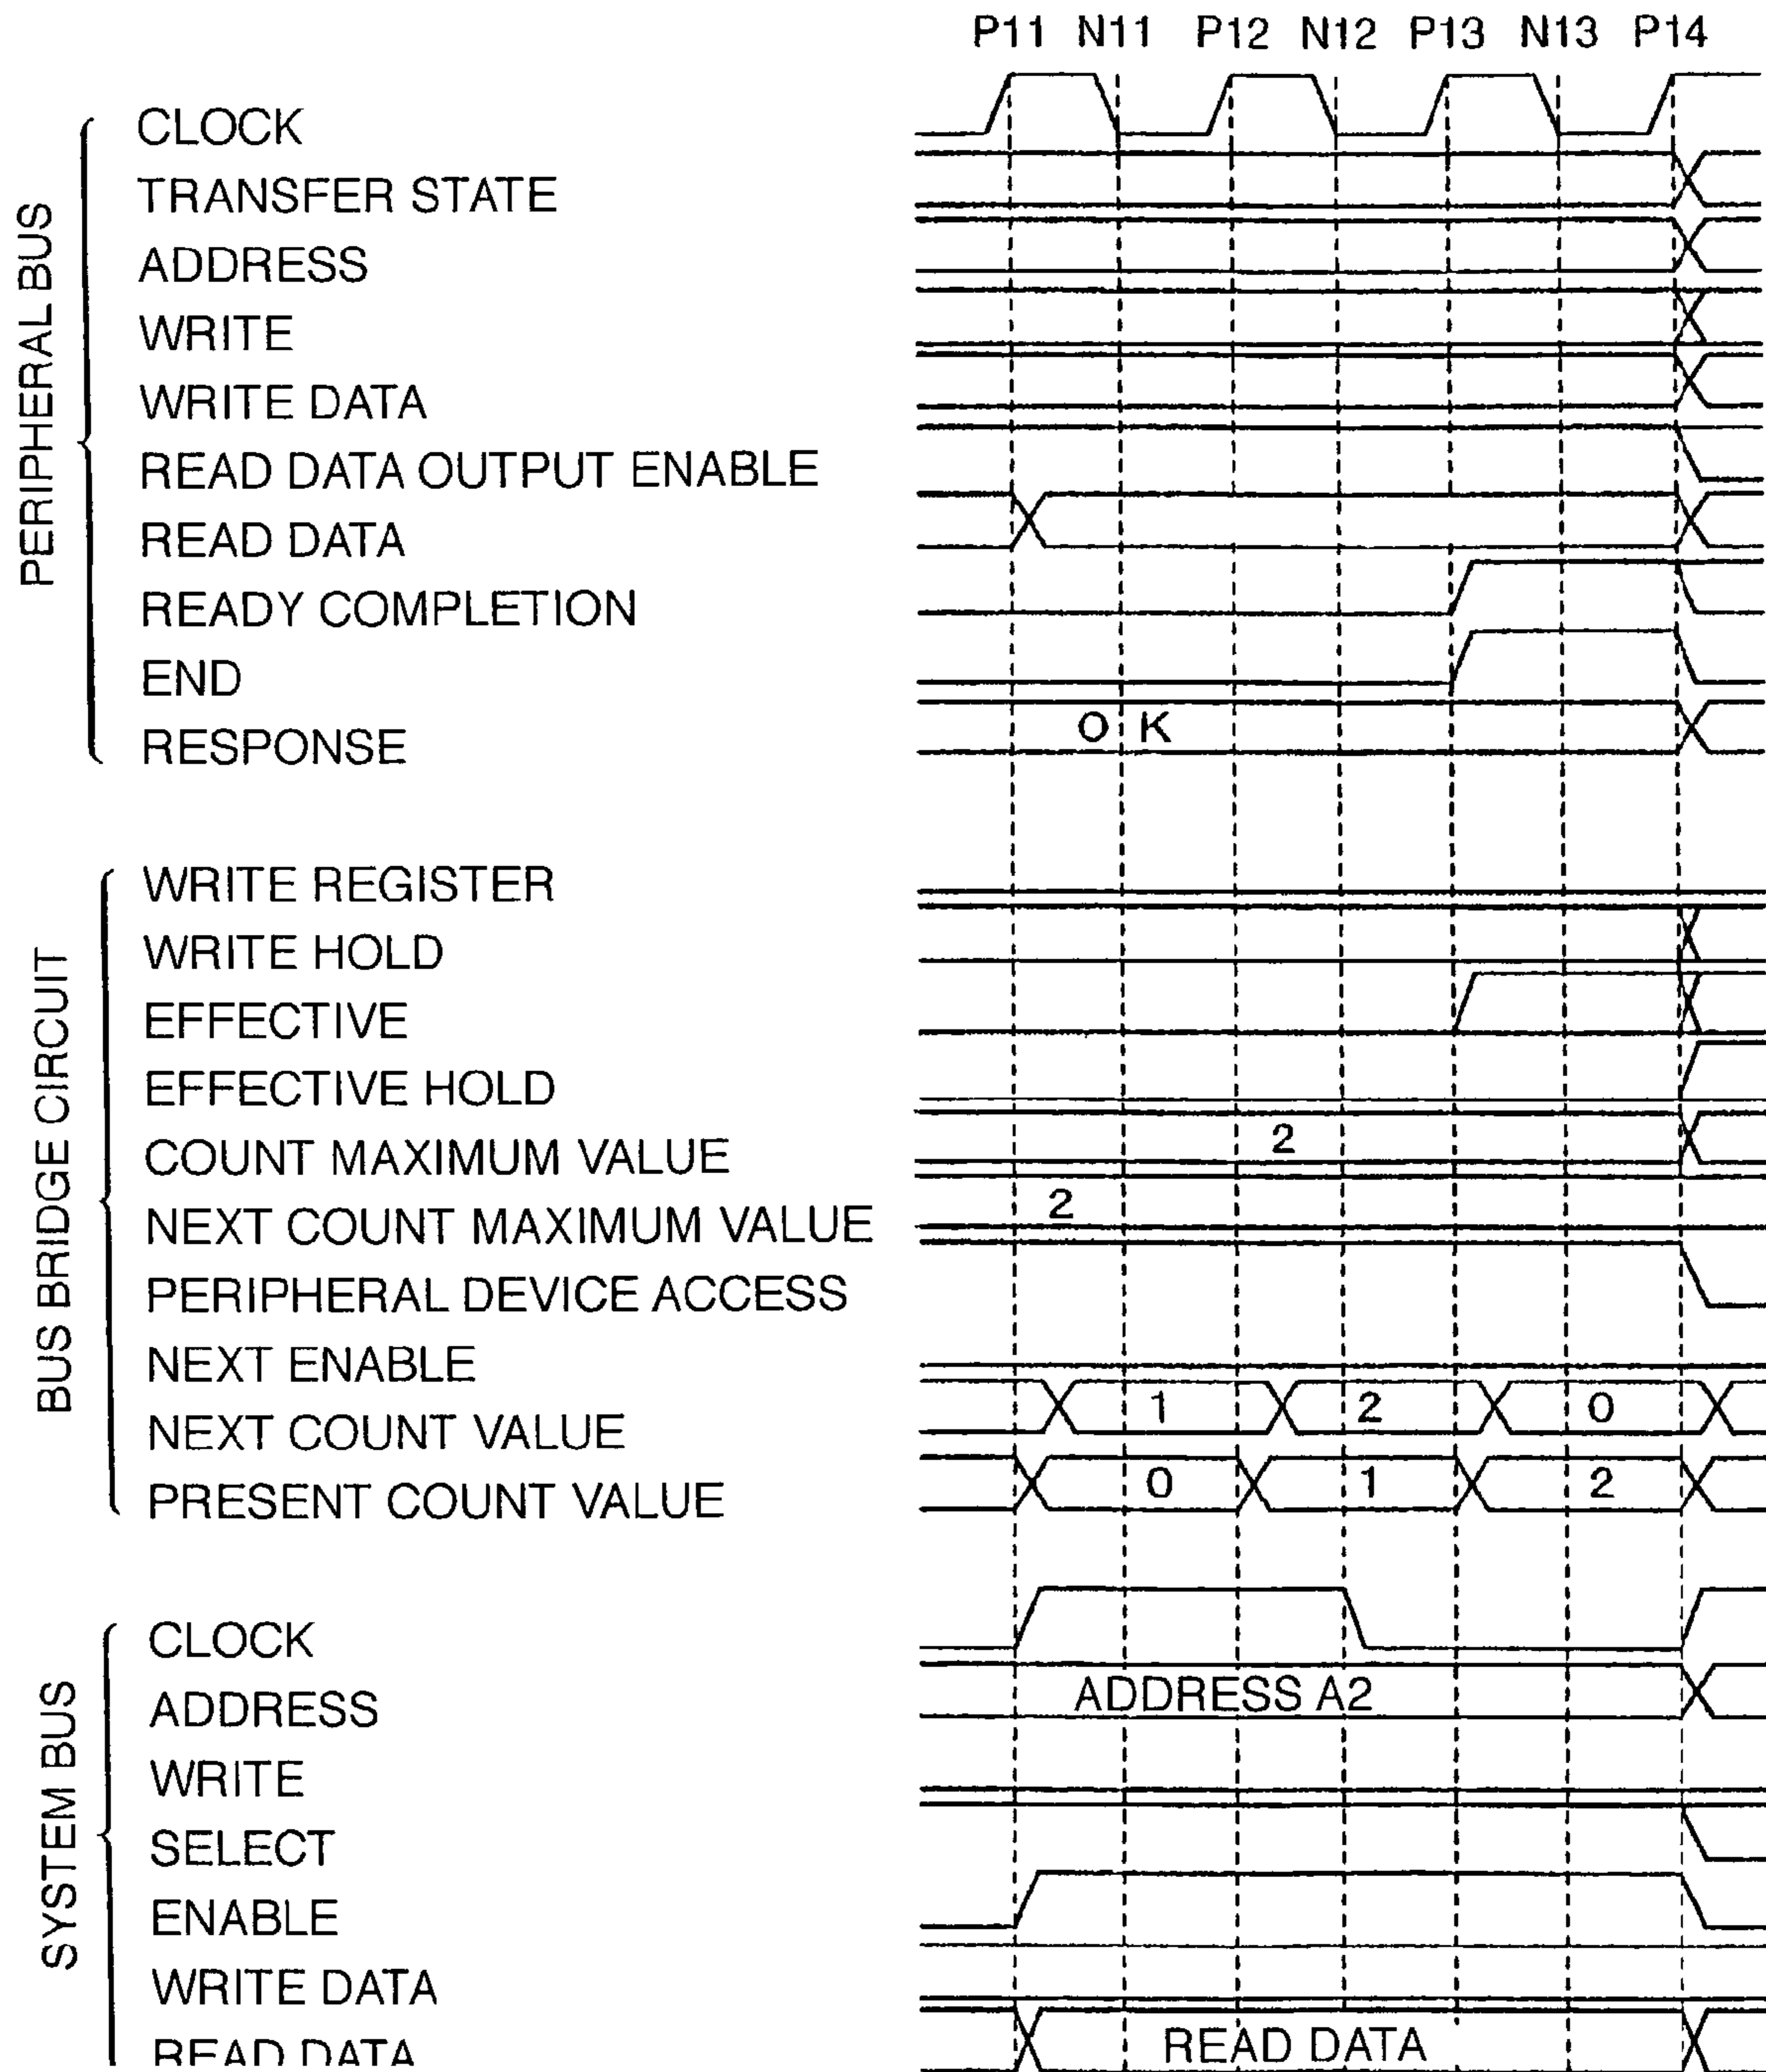 P11 N11 P12 N12 P13 N13 P14
PERIPHERAL BUS
CLOCK
TRANSFER STATE
ADDRESS
WRITE
WRITE DATA
READ DATA OUTPUT ENABLE
READ DATA
READY COMPLETION
END
RESPONSE
OK
BUS BRIDGE CIRCUIT
WRITE REGISTER
WRITE HOLD
EFFECTIVE
EFFECTIVE HOLD
COUNT MAXIMUM VALUE
2
NEXT COUNT MAXIMUM VALUE
2
PERIPHERAL DEVICE ACCESS
NEXT ENABLE
NEXT COUNT VALUE
1 2 0
PRESENT COUNT VALUE
0 1 2
SYSTEM BUS
CLOCK
ADDRESS
ADDRESS A2
WRITE
SELECT
ENABLE
WRITE DATA
READ DATA
READ DATA